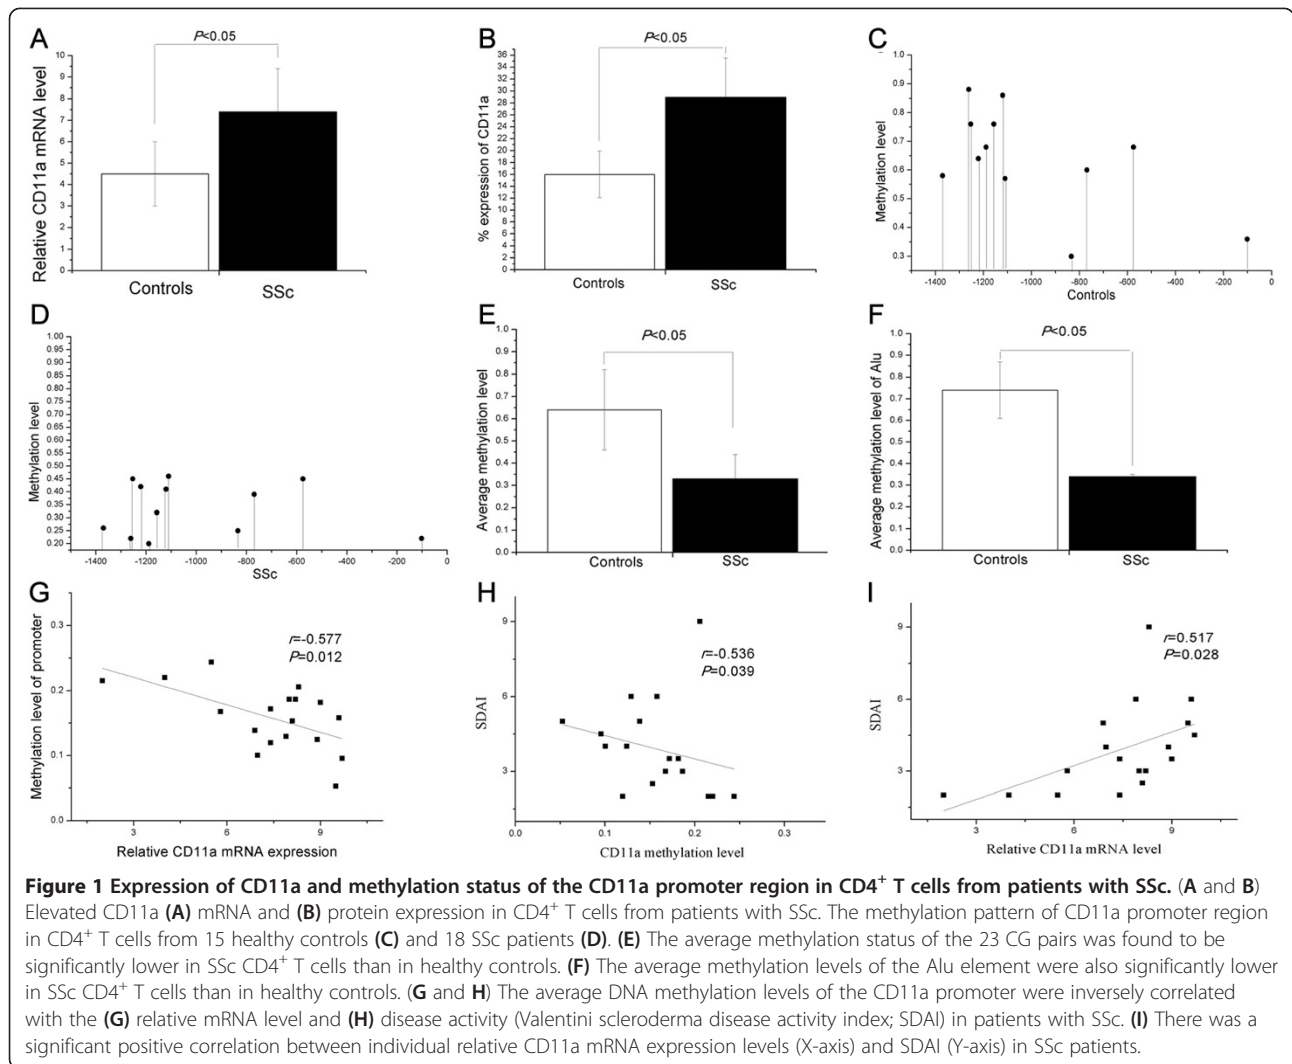 A
P<0.05
Relative CD11a mRNA level
10
9
8
7
6
5
4
3
2
1
0
Controls
SSc
B
P<0.05
% expression of CD11a
36
34
32
30
28
26
24
22
20
18
16
14
12
10
8
6
4
2
0
Controls
SSc
C
Methylation level
1.0
0.9
0.8
0.7
0.6
0.5
0.4
0.3
-1400 -1200 -1000 -800 -600 -400 -200 0
Controls
D
Methylation level
1.00
0.95
0.90
0.85
0.80
0.75
0.70
0.65
0.60
0.55
0.50
0.45
0.40
0.35
0.30
0.25
0.20
-1400 -1200 -1000 -800 -600 -400 -200 0
SSc
E
P<0.05
Average methylation level
1.0
0.9
0.8
0.7
0.6
0.5
0.4
0.3
0.2
0.1
0.0
Controls
SSc
F
P<0.05
Average methylation level of Alu
1.0
0.9
0.8
0.7
0.6
0.5
0.4
0.3
0.2
0.1
0.0
Controls
SSc
G
r=-0.577
P=0.012
Methylation level of promoter
0.3
0.2
0.1
0.0
3 6 9
Relative CD11a mRNA expression
H
r=-0.536
P=0.039
SDAI
9
6
3
0.0 0.1 0.2 0.3
CD11a methylation level
I
r=0.517
P=0.028
SDAI
9
6
3
3 6 9
Relative CD11a mRNA level
Figure 1 Expression of CD11a and methylation status of the CD11a promoter region in CD4+ T cells from patients with SSc. (A and B)
Elevated CD11a (A) mRNA and (B) protein expression in CD4+ T cells from patients with SSc. The methylation pattern of CD11a promoter region
in CD4+ T cells from 15 healthy controls (C) and 18 SSc patients (D). (E) The average methylation status of the 23 CG pairs was found to be
significantly lower in SSc CD4+ T cells than in healthy controls. (F) The average methylation levels of the Alu element were also significantly lower
in SSc CD4+ T cells than in healthy controls. (G and H) The average DNA methylation levels of the CD11a promoter were inversely correlated
with the (G) relative mRNA level and (H) disease activity (Valentini scleroderma disease activity index; SDAI) in patients with SSc. (I) There was a
significant positive correlation between individual relative CD11a mRNA expression levels (X-axis) and SDAI (Y-axis) in SSc patients.